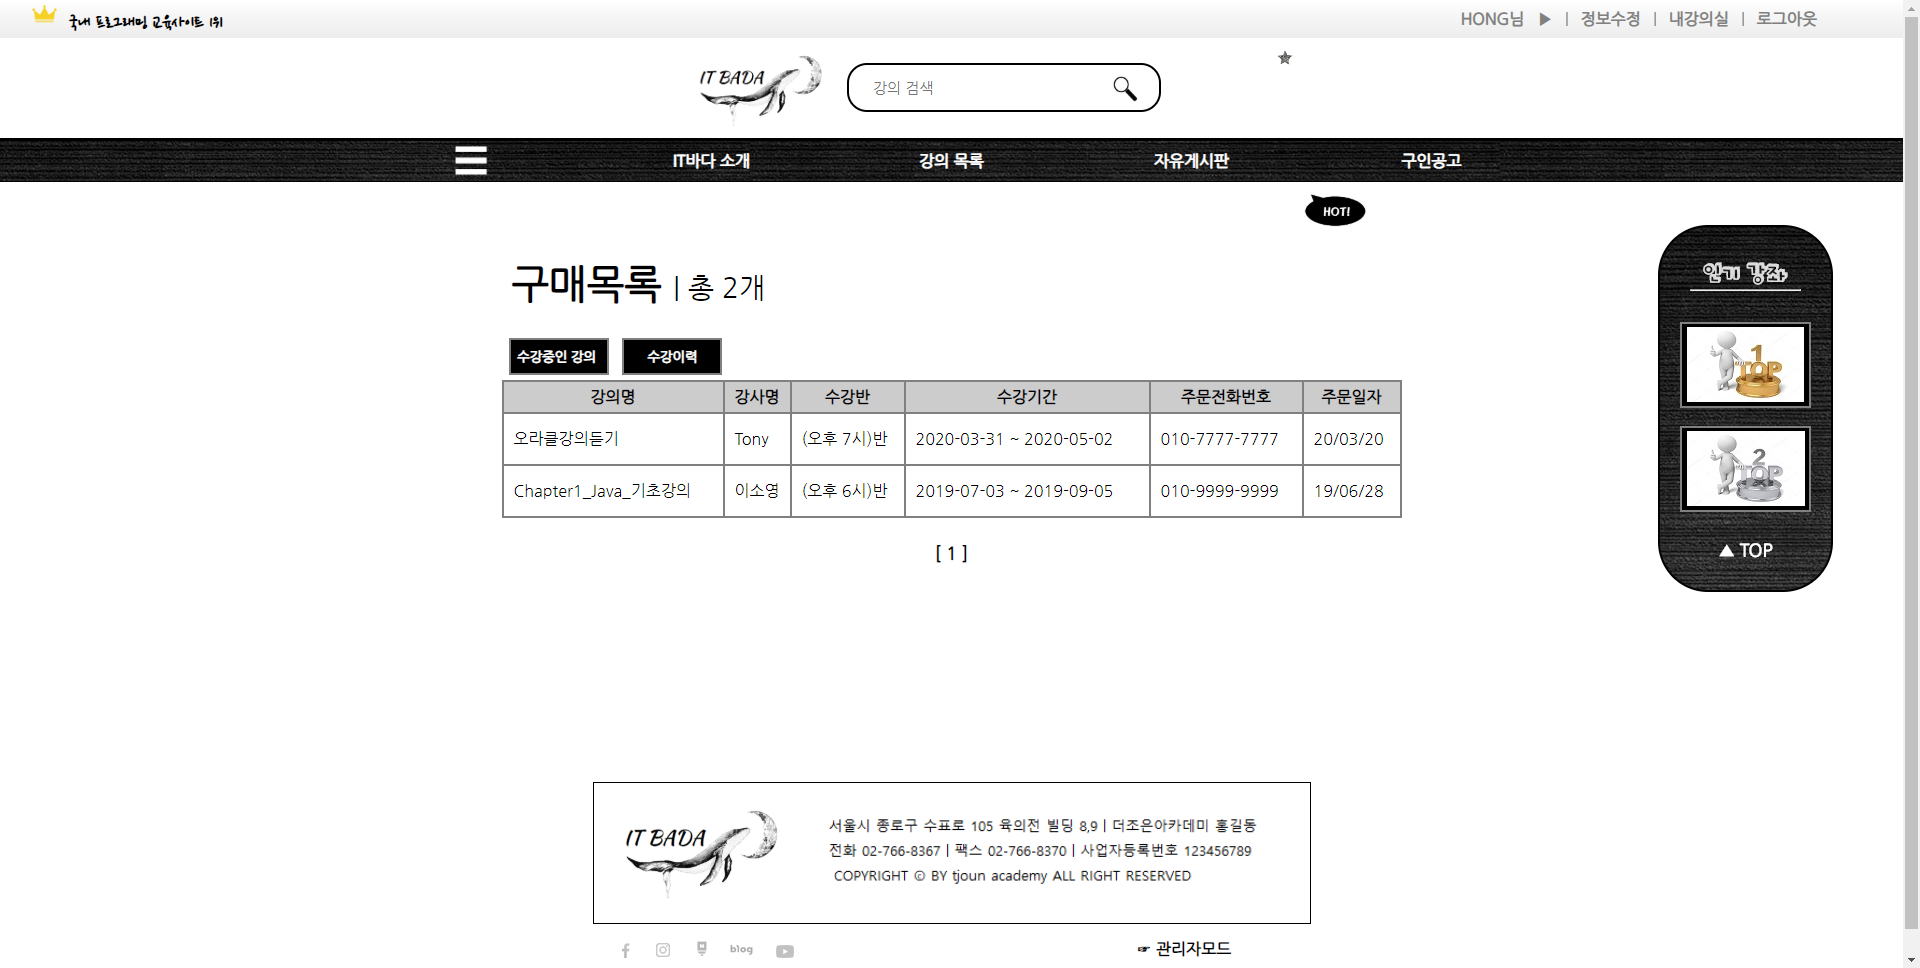 국내 프로그래밍 교육사이트 1위
HONG님 ▶ | 정보수정 | 내강의실 | 로그아웃
IT BADA
강의 검색
IT바다 소개 강의 목록 자유게시판 구인공고
HOT!
구매목록 | 총 2개
수강중인 강의 수강이력
강의명 강사명 수강반 수강기간 주문전화번호 주문일자
오라클강의듣기 Tony (오후 7시)반 2020-03-31 ~ 2020-05-02 010-7777-7777 20/03/20
Chapter1_Java_기초강의 이소영 (오후 6시)반 2019-07-03 ~ 2019-09-05 010-9999-9999 19/06/28
[ 1 ]
인기 강좌
1 TOP
2 TOP
▲ TOP
IT BADA
서울시 종로구 수표로 105 육의전 빌딩 8,9 | 더조은아카데미 홍길동
전화 02-766-8367 | 팩스 02-766-8370 | 사업자등록번호 123456789
COPYRIGHT © BY tjoun academy ALL RIGHT RESERVED
blog
☞ 관리자모드